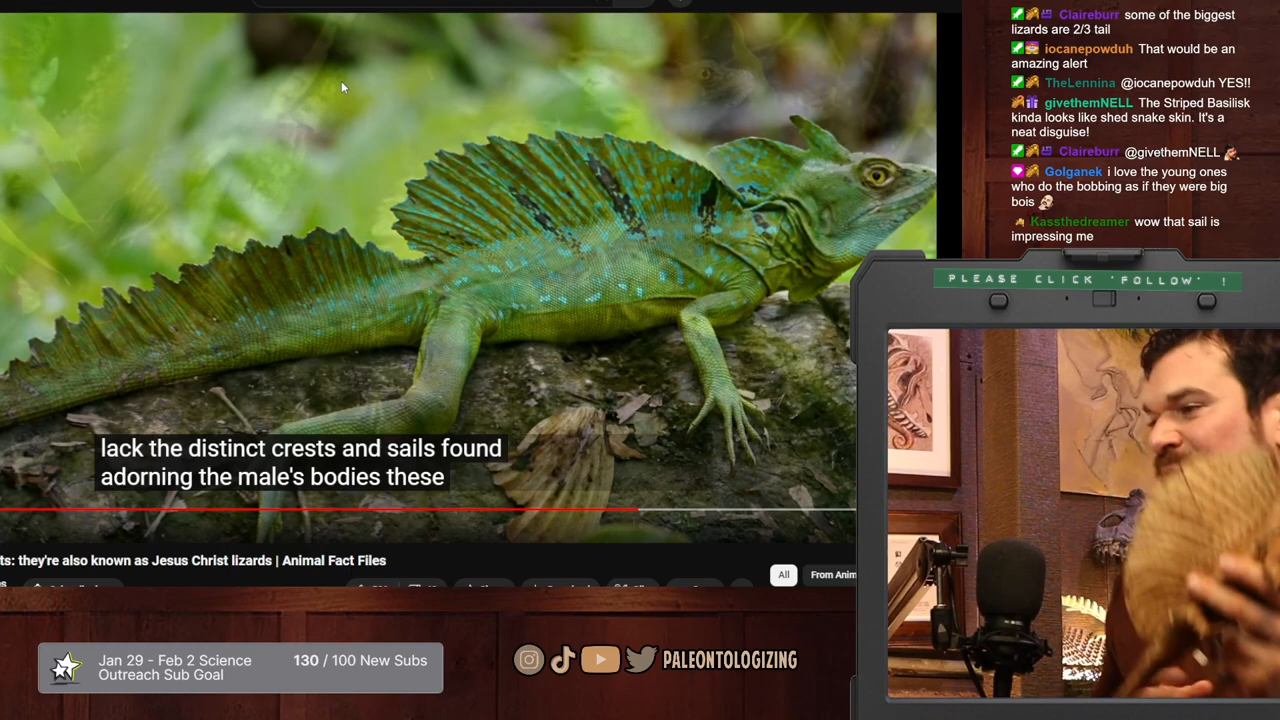 Claireburr some of the biggest
lizards are 2/3 tail
iocanepowduh That would be an
amazing alert
TheLennina @iocanepowduh YES!!
givethemNELL The Striped Basilisk
kinda looks like shed snake skin. It's a
neat disguise!
Claireburr @givethemNELL
Golganek i love the young ones
who do the bobbing as if they were big
bois
Kassthedreamer wow that sail is
impressing me
PLEASE CLICK 'FOLLOW' !
lack the distinct crests and sails found
adorning the male's bodies these
ts: they're also known as Jesus Christ lizards | Animal Fact Files
All
From Anim
Jan 29 - Feb 2 Science
Outreach Sub Goal
130 / 100 New Subs
PALEONTOLOGIZING